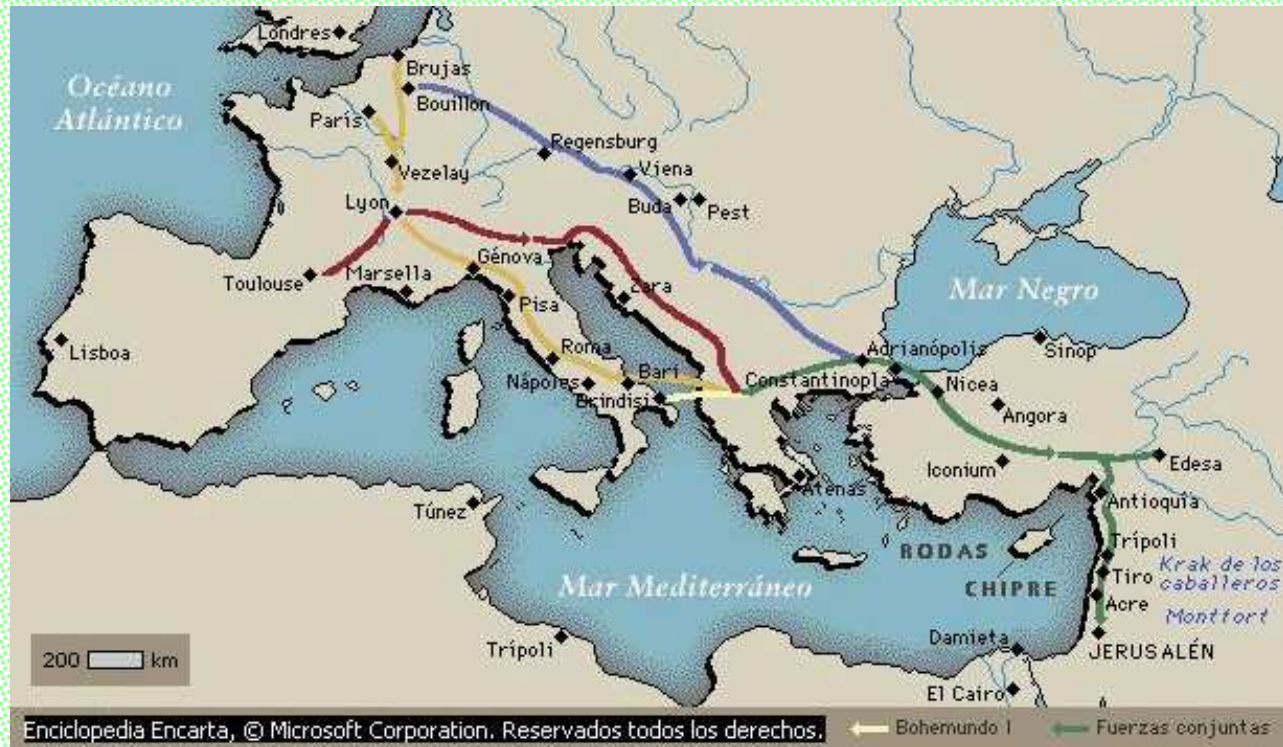 Londres
Océano
Atlántico
Brujas
Bouillon
París
Regensburg
Vezelay
Viena
Buda
Pest
Lyon
Génova
Toulouse
Marsella
Zara
Pisa
Mar Negro
Lisboa
Roma
Adrianópolis
Sinop
Nápoles
Bari
Constantinopla
Nicea
Brindisi
Angora
Iconium
Edesa
Túnez
Atenas
Antioquía
RODAS
Trípoli
Krak de los
caballeros
Mar Mediterráneo
CHIPRE
Tiro
Acre
Montfort
Trípoli
Damieta
JERUSALÉN
200 km
El Cairo
Enciclopedia Encarta, © Microsoft Corporation. Reservados todos los derechos.
Bohemundo I
Fuerzas conjuntas